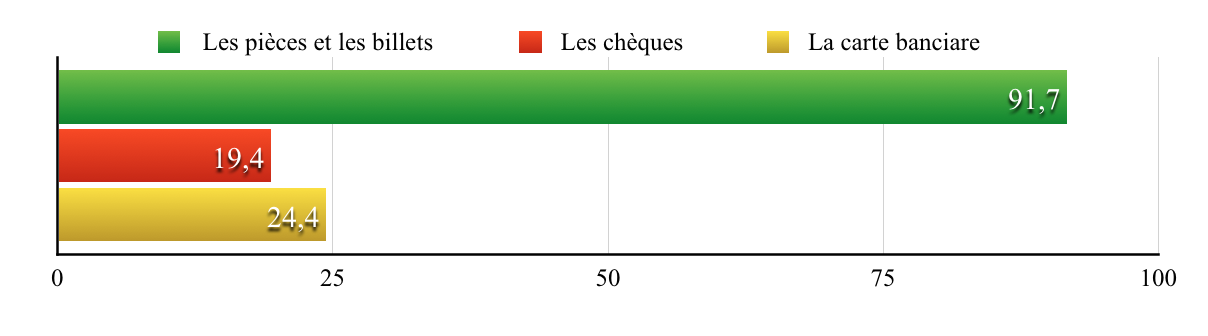 Les pièces et les billets Les chèques La carte banciare
91,7
19,4
24,4
0 25 50 75 100